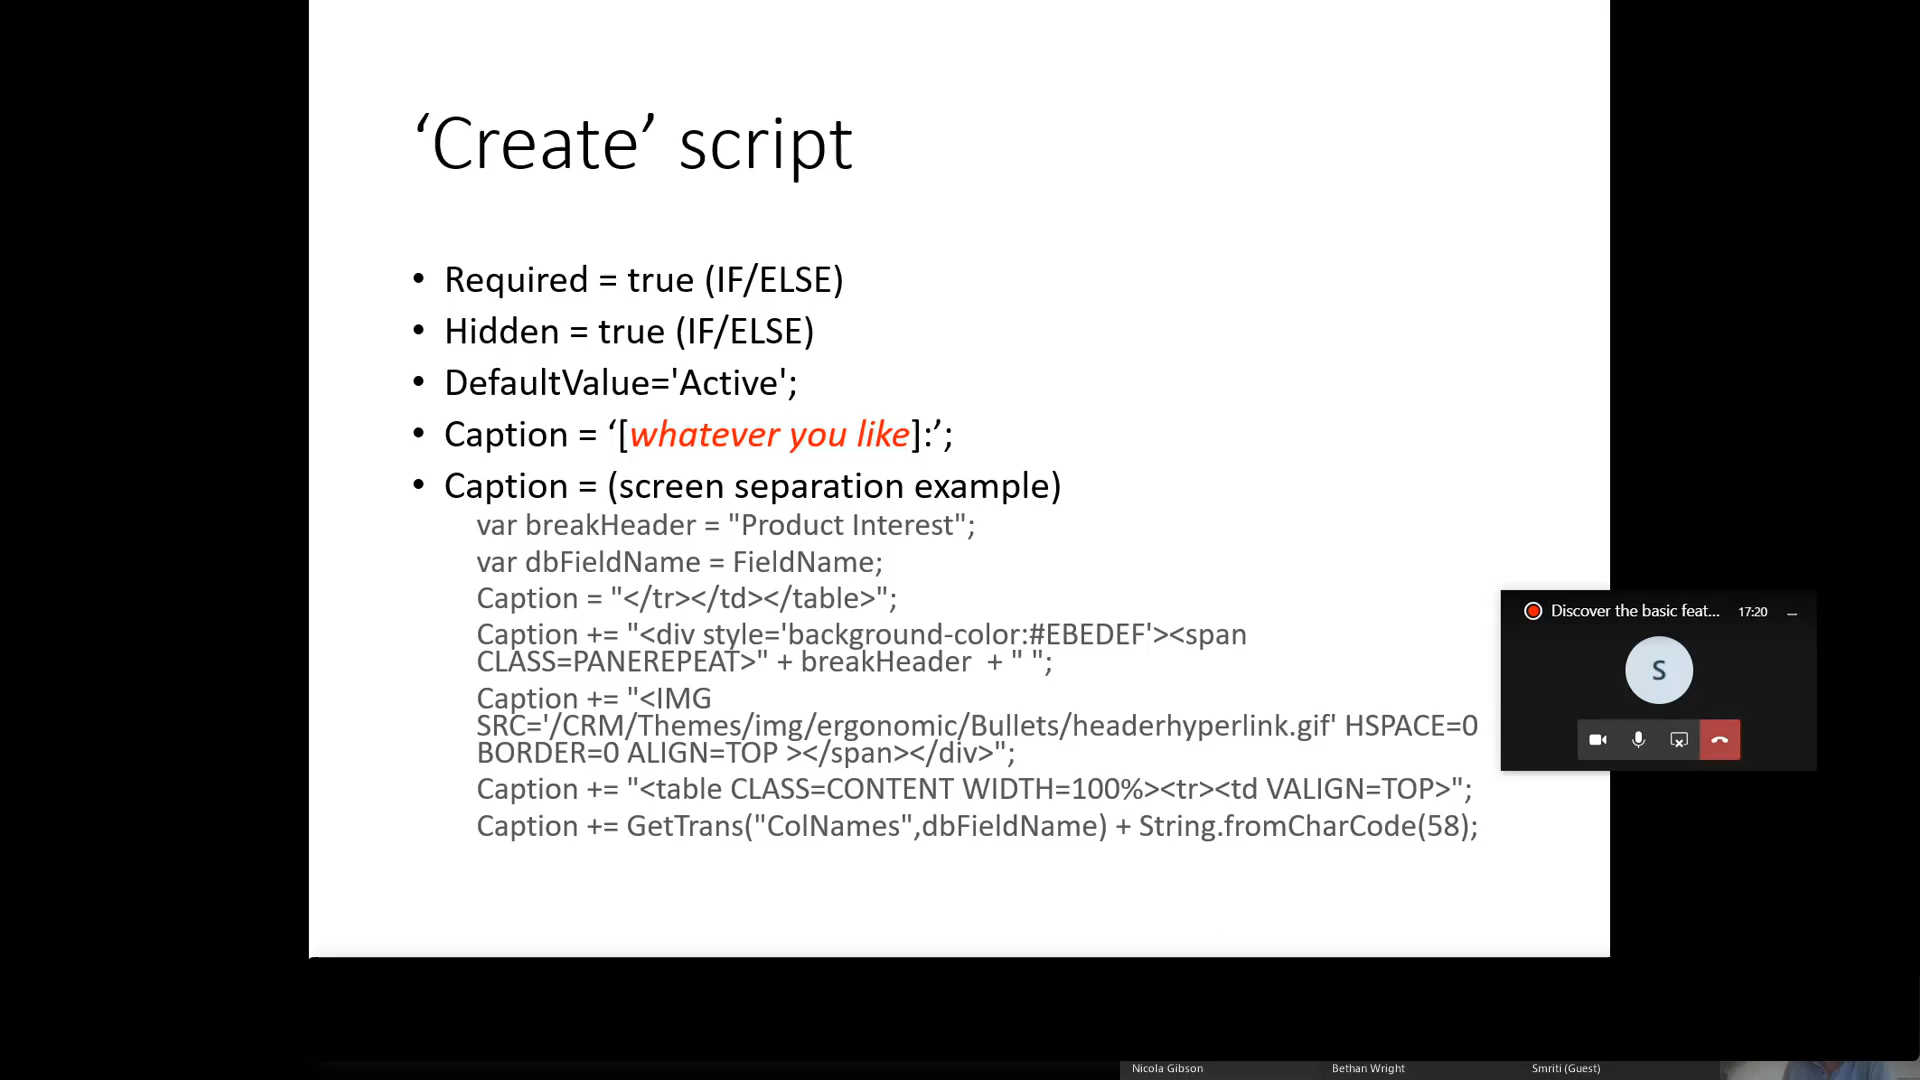 ‘Create’ script
• Required = true (IF/ELSE)
• Hidden = true (IF/ELSE)
• DefaultValue='Active';
• Caption = ‘[whatever you like]:’;
• Caption = (screen separation example)
var breakHeader = "Product Interest";
var dbFieldName = FieldName;
Caption = "</tr></td></table>";
Caption += "<div style='background-color:#EBEDEF'><span
CLASS=PANEREPEAT>" + breakHeader  + " ";
Caption += "<IMG
SRC='/CRM/Themes/img/ergonomic/Bullets/headerhyperlink.gif' HSPACE=0
BORDER=0 ALIGN=TOP ></span></div>";
Caption += "<table CLASS=CONTENT WIDTH=100%><tr><td VALIGN=TOP>";
Caption += GetTrans("ColNames",dbFieldName) + String.fromCharCode(58);
Discover the basic feat... 17:20
S
Nicola Gibson
Bethan Wright
Smriti (Guest)